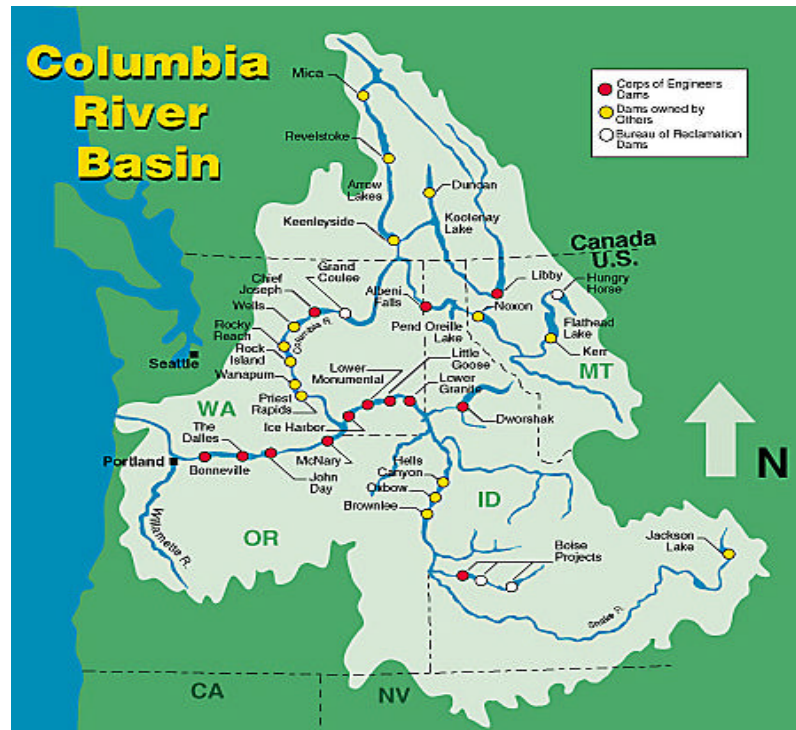 Columbia
River
Basin
Corps of Engineers
Dams
Dams owned by
Others
Bureau of Reclamation
Dams
Mica
Revelstoke
Arrow
Lakes
Duncan
Kootenay
Lake
Keenleyside
Canada
U.S.
Grand
Coulee
Chief
Joseph
Albeni
Falls
Libby
Hungry
Horse
Wells
Noxon
Columbia R.
Pend Oreille
Lake
Flathead
Lake
Rocky
Reach
Seattle
Rock
Island
Kerr
Wanapum
Lower
Monumental
Little
Goose
Lower
Granite
MT
WA
Priest
Rapids
Ice Harbor
Dworshak
The
Dalles
Portland
Bonneville
McNary
John
Day
Hells
Canyon
Oxbow
Brownlee
N
ID
Willamette R.
OR
Boise
Projects
Jackson
Lake
Snake R.
CA
NV